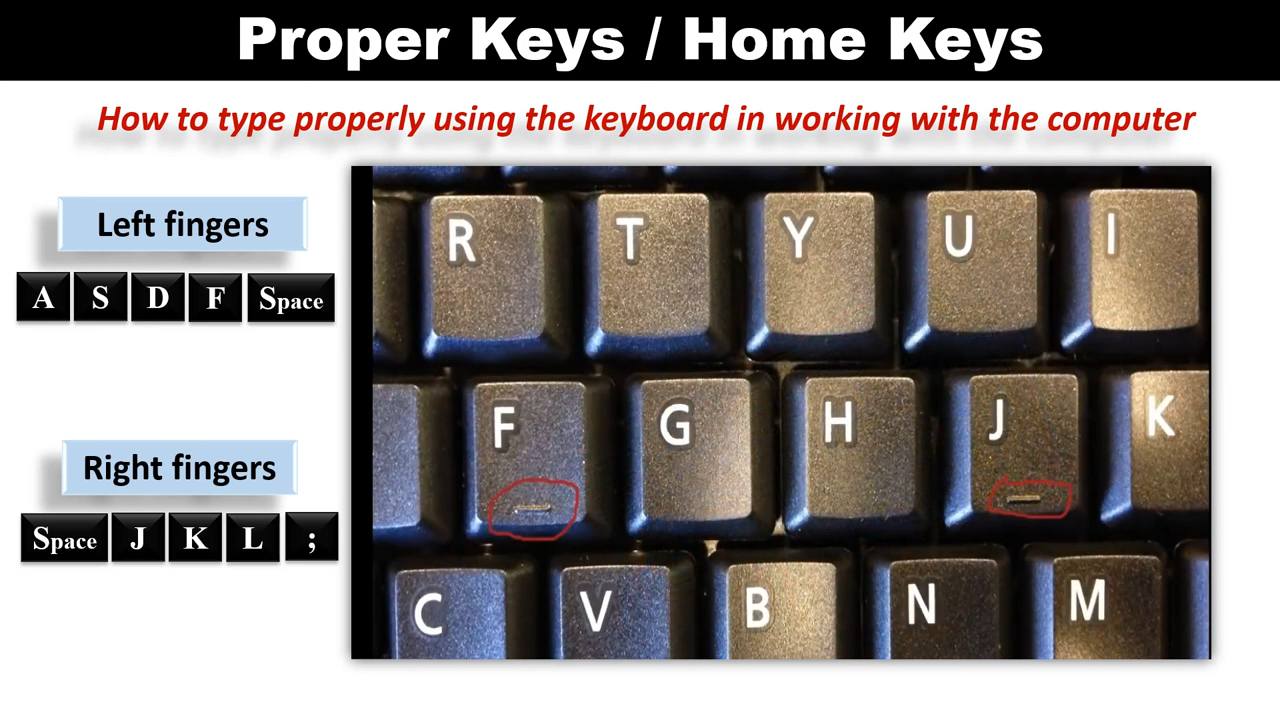 Proper Keys / Home Keys
How to type properly using the keyboard in working with the computer
Left fingers
A S D F Space
Right fingers
Space J K L ;
R T Y U I
F G H J K
C V B N M